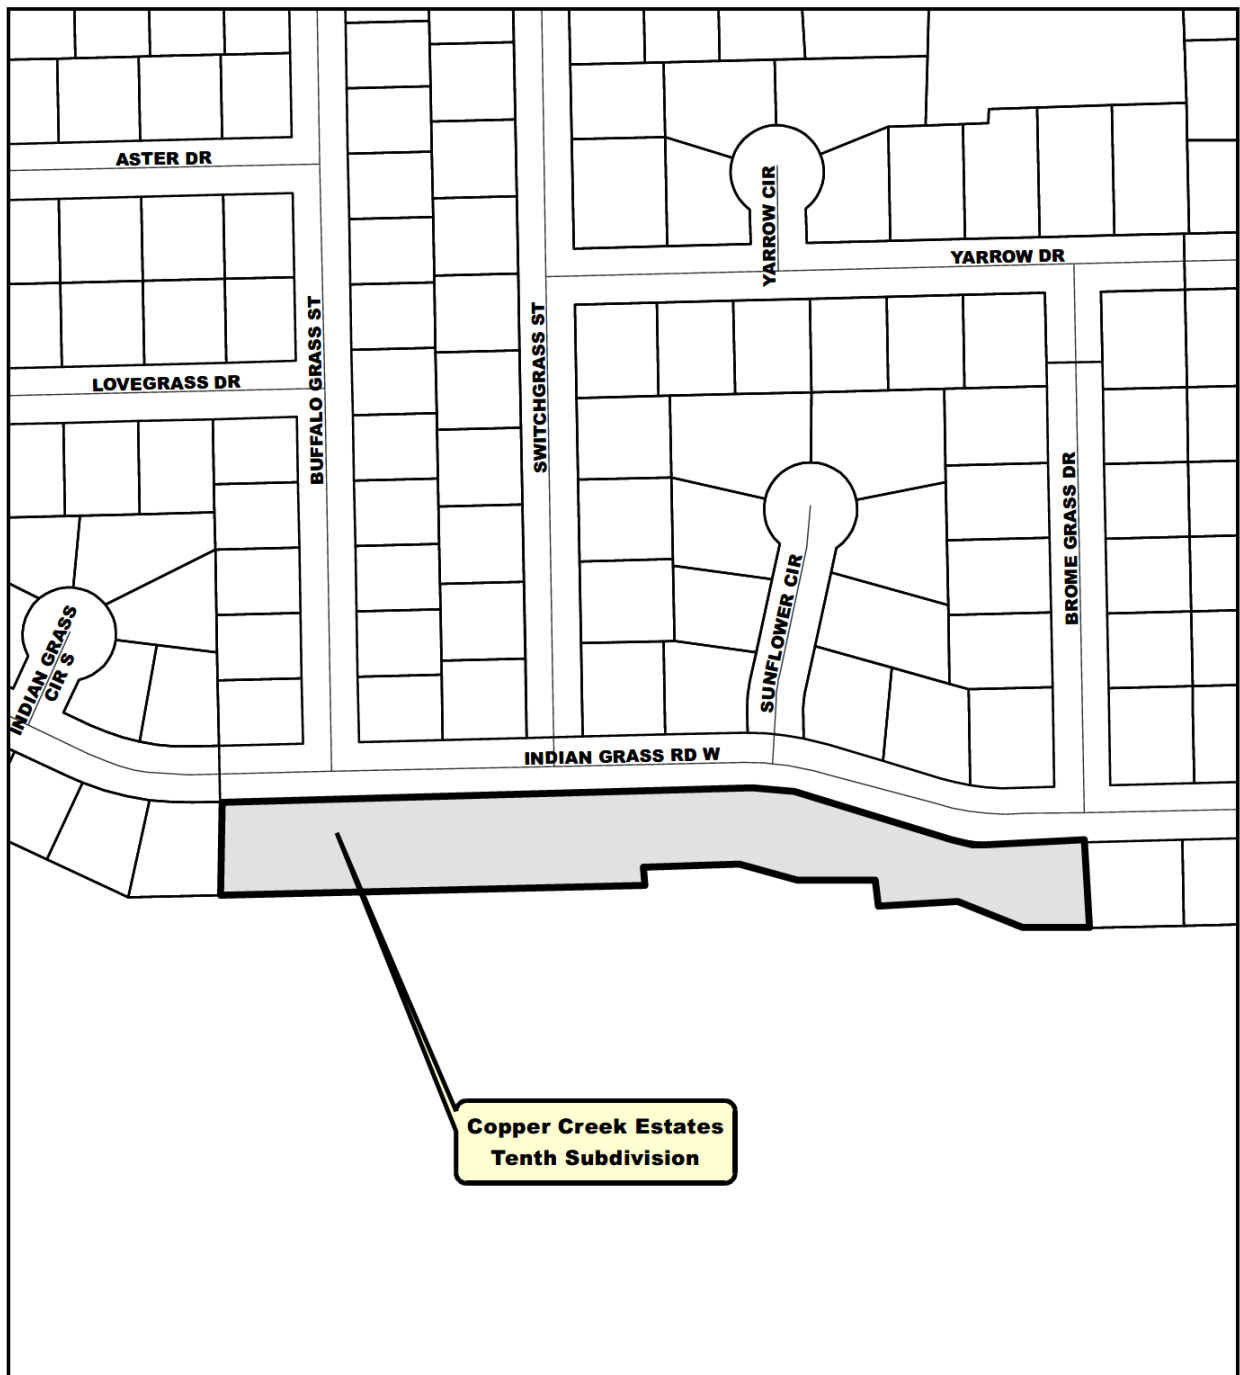 ASTER DR
YARROW CIR
YARROW DR
LOVEGRASS DR
BUFFALO GRASS ST
SWITCHGRASS ST
BROME GRASS DR
SUNFLOWER CIR
INDIAN GRASS
CIR S
INDIAN GRASS RD W
Copper Creek Estates
Tenth Subdivision